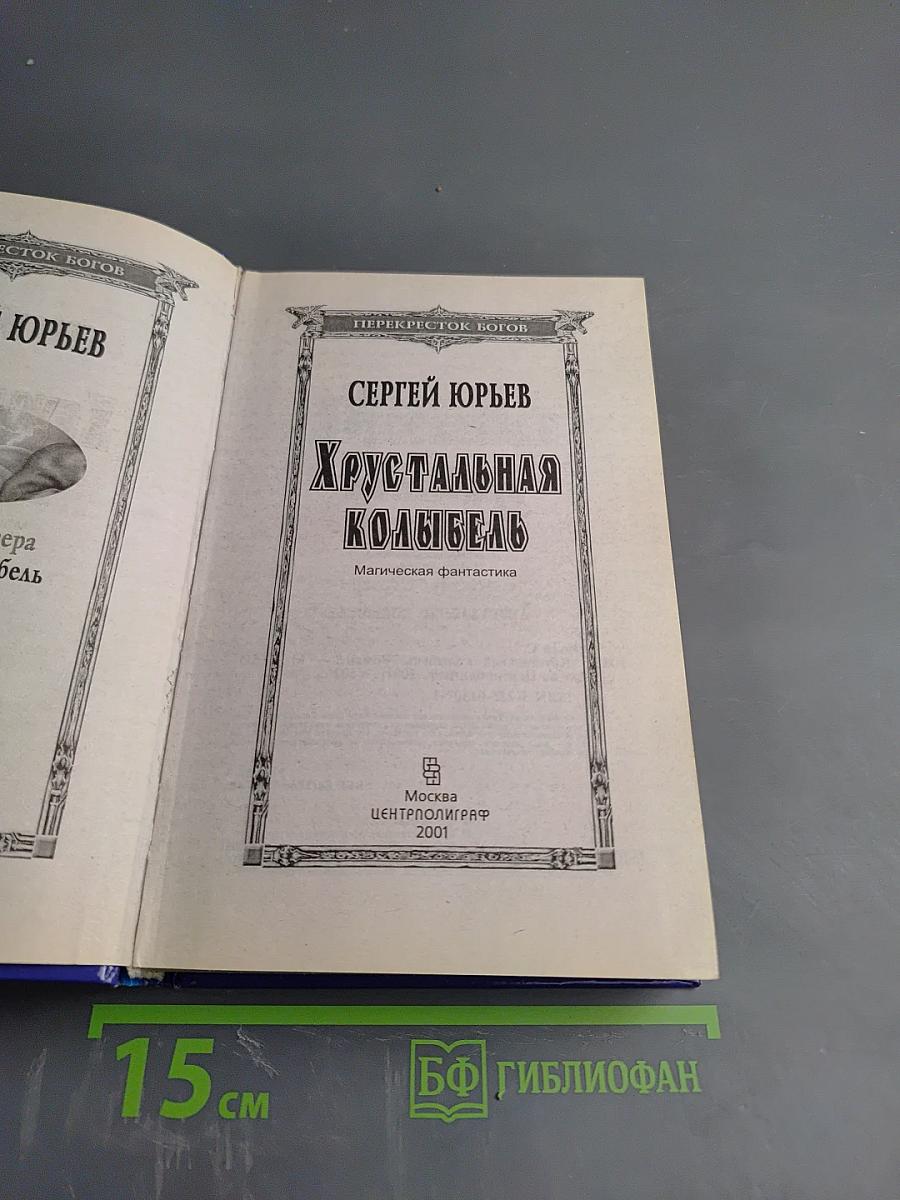 ЕСТОК БОГОВ
ЮРЬЕВ
ера
бель
ПЕРЕКРЕСТОК БОГОВ
СЕРГЕЙ ЮРЬЕВ
ХРУСТАЛЬНАЯ
КОЛЫБЕЛЬ
Магическая фантастика
Москва
ЦЕНТРПОЛИГРАФ
2001
15 см
БФ ГИБЛИОФАН